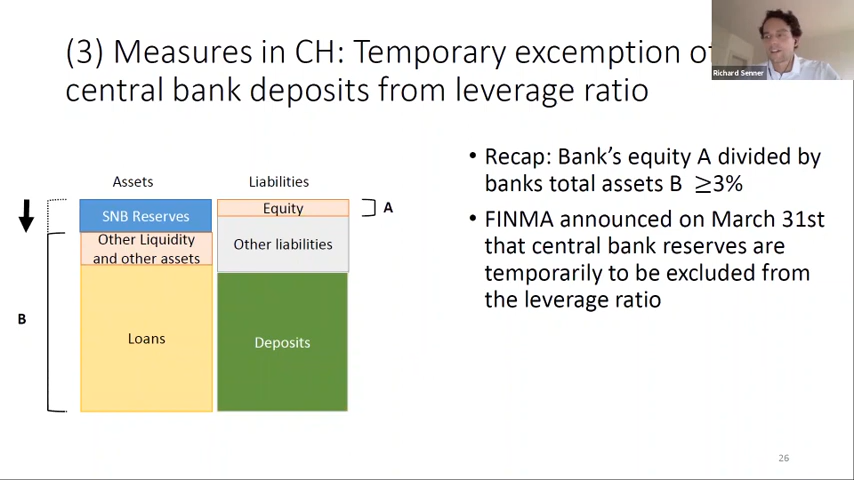 (3) Measures in CH: Temporary excemption of
central bank deposits from leverage ratio
Richard Senner
Assets
Liabilities
SNB Reserves
Other Liquidity
and other assets
Loans
Equity
Other liabilities
Deposits
A
B
• Recap: Bank’s equity A divided by
banks total assets B ≥3%
• FINMA announced on March 31st
that central bank reserves are
temporarily to be excluded from
the leverage ratio
26